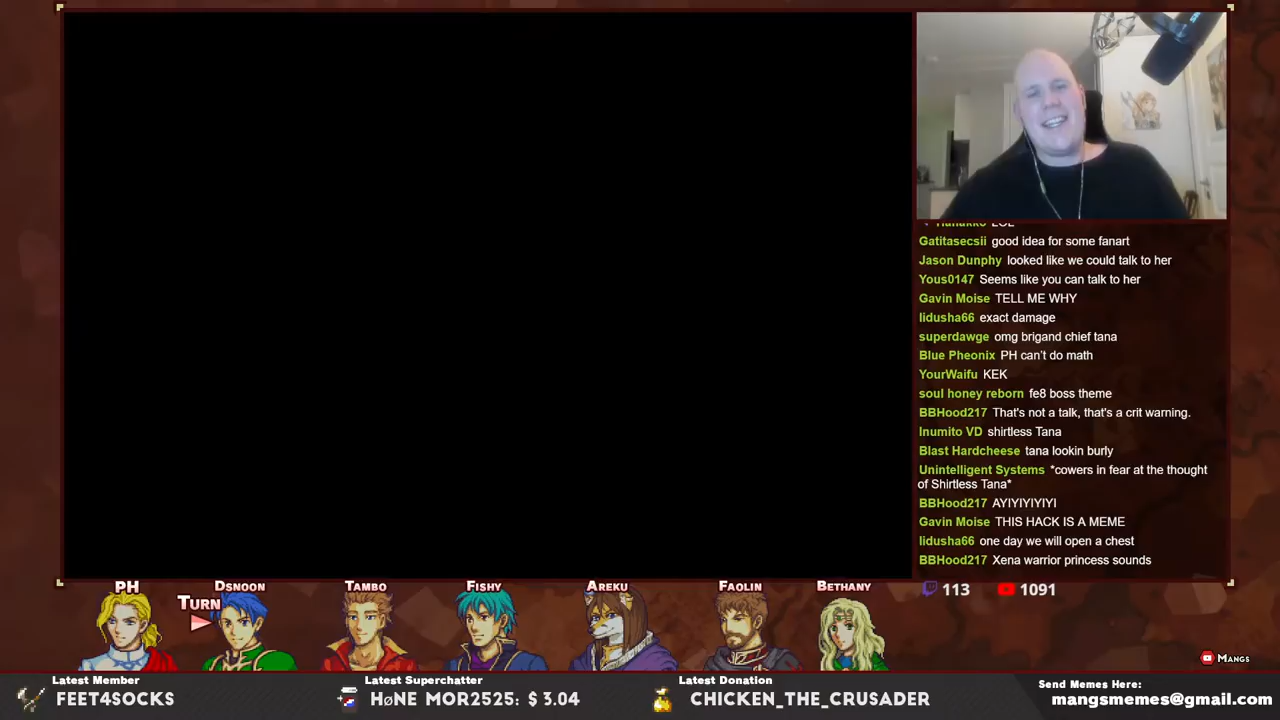 LOL
Gatitasecsii good idea for some fanart
Jason Dunphy looked like we could talk to her
Yous0147 Seems like you can talk to her
Gavin Moise TELL ME WHY
lidusha66 exact damage
superdawge omg brigand chief tana
Blue Pheonix PH can't do math
YourWaifu KEK
soul honey reborn fe8 boss theme
BBHood217 That's not a talk, that's a crit warning.
Inumito VD shirtless Tana
Blast Hardcheese tana lookin burly
Unintelligent Systems *cowers in fear at the thought
of Shirtless Tana*
BBHood217 AYIYIYIYIYI
Gavin Moise THIS HACK IS A MEME
lidusha66 one day we will open a chest
BBHood217 Xena warrior princess sounds
PH Dsnoon Tambo Fishy Areku Faolin Bethany 113 1091
Turn
Mangs
Latest Member
FEET4SOCKS
Latest Superchatter
HøNE MOR2525: $ 3.04
Latest Donation
CHICKEN_THE_CRUSADER
Send Memes Here:
mangsmemes@gmail.com